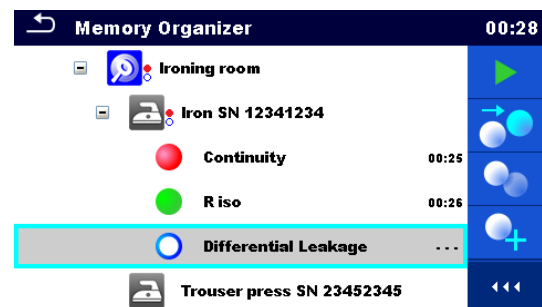 Memory Organizer 00:28
Ironing room
Iron SN 12341234
Continuity 00:25
R iso 00:26
Differential Leakage ---
Trouser press SN 23452345